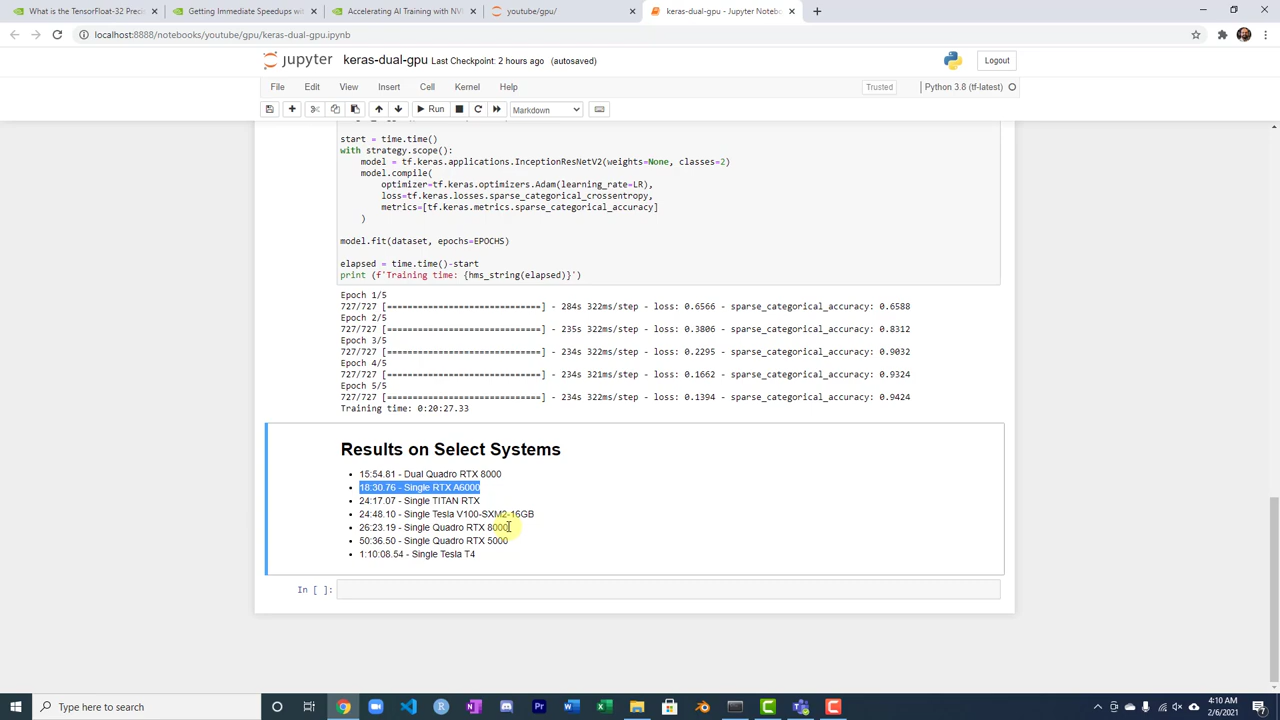 What is the TensorFloat-32 Preci
Getting Immediate Speedups wit
Accelerating AI Training with NVI
youtube/gpu/
keras-dual-gpu - Jupyter Notebo
localhost:8888/notebooks/youtube/gpu/keras-dual-gpu.ipynb
jupyter keras-dual-gpu Last Checkpoint: 2 hours ago (autosaved)
Logout
File Edit View Insert Cell Kernel Help
Trusted
Python 3.8 (tf-latest)
Run
Markdown
start = time.time()
with strategy.scope():
model = tf.keras.applications.InceptionResNetV2(weights=None, classes=2)
model.compile(
optimizer=tf.keras.optimizers.Adam(learning_rate=LR),
loss=tf.keras.losses.sparse_categorical_crossentropy,
metrics=[tf.keras.metrics.sparse_categorical_accuracy]
)
model.fit(dataset, epochs=EPOCHS)
elapsed = time.time()-start
print (f'Training time: {hms_string(elapsed)}')
Epoch 1/5
727/727 [==============================] - 284s 322ms/step - loss: 0.6566 - sparse_categorical_accuracy: 0.6588
Epoch 2/5
727/727 [==============================] - 235s 322ms/step - loss: 0.3806 - sparse_categorical_accuracy: 0.8312
Epoch 3/5
727/727 [==============================] - 234s 322ms/step - loss: 0.2295 - sparse_categorical_accuracy: 0.9032
Epoch 4/5
727/727 [==============================] - 234s 321ms/step - loss: 0.1662 - sparse_categorical_accuracy: 0.9324
Epoch 5/5
727/727 [==============================] - 234s 322ms/step - loss: 0.1394 - sparse_categorical_accuracy: 0.9424
Training time: 0:20:27.33
Results on Select Systems
• 15:54.81 - Dual Quadro RTX 8000
• 18:30.76 - Single RTX A6000
• 24:17.07 - Single TITAN RTX
• 24:48.10 - Single Tesla V100-SXM2-16GB
• 26:23.19 - Single Quadro RTX 8000
• 50:36.50 - Single Quadro RTX 5000
• 1:10:08.54 - Single Tesla T4
In [ ]:
Type here to search
4:10 AM
2/6/2021